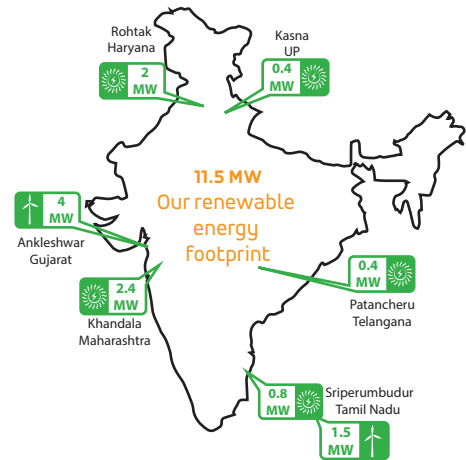 Rohtak
Haryana
2
MW
Kasna
UP
0.4
MW
11.5 MW
Our renewable
energy
footprint
4
MW
Ankleshwar
Gujarat
2.4
MW
Khandala
Maharashtra
0.4
MW
Patancheru
Telangana
0.8
MW
Sriperumbudur
Tamil Nadu
1.5
MW